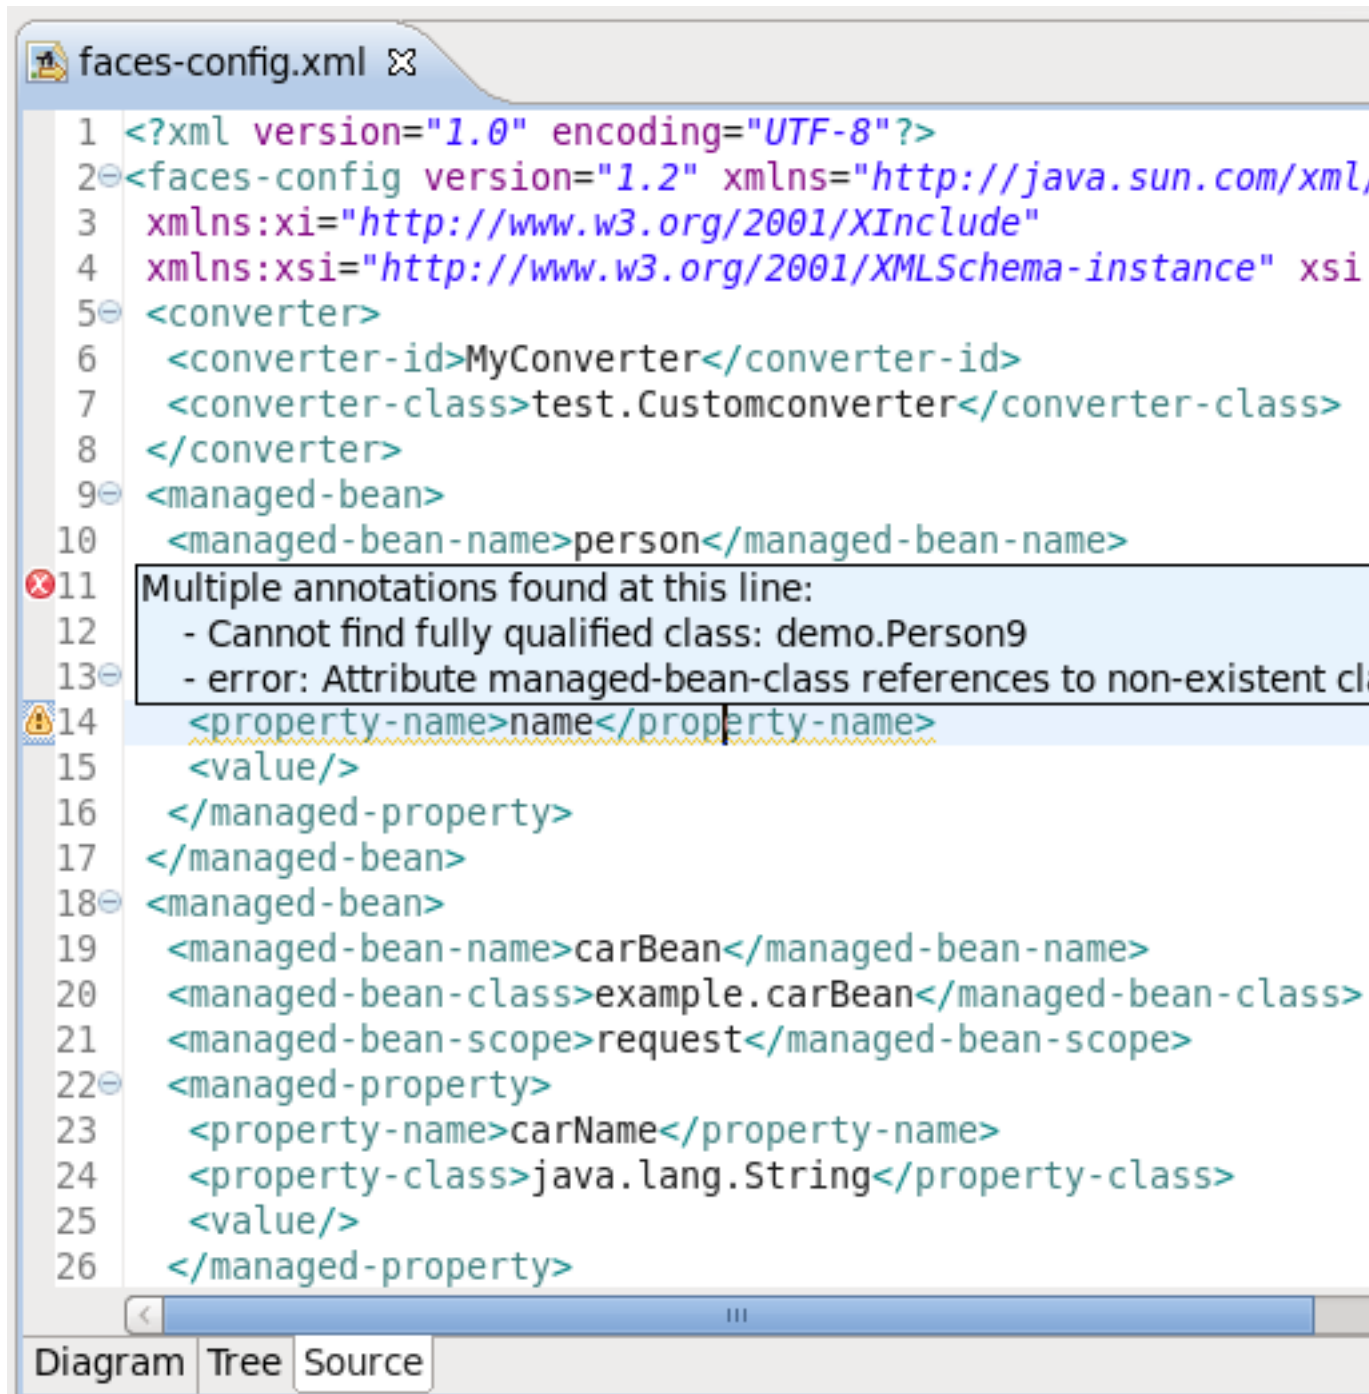 faces-config.xml
1 <?xml version="1.0" encoding="UTF-8"?>
2 <faces-config version="1.2" xmlns="http://java.sun.com/xml/
3 xmlns:xi="http://www.w3.org/2001/XInclude"
4 xmlns:xsi="http://www.w3.org/2001/XMLSchema-instance" xsi
5 <converter>
6 <converter-id>MyConverter</converter-id>
7 <converter-class>test.Customconverter</converter-class>
8 </converter>
9 <managed-bean>
10 <managed-bean-name>person</managed-bean-name>
11 Multiple annotations found at this line:
12 - Cannot find fully qualified class: demo.Person9
13 - error: Attribute managed-bean-class references to non-existent cl
14 <property-name>name</property-name>
15 <value/>
16 </managed-property>
17 </managed-bean>
18 <managed-bean>
19 <managed-bean-name>carBean</managed-bean-name>
20 <managed-bean-class>example.carBean</managed-bean-class>
21 <managed-bean-scope>request</managed-bean-scope>
22 <managed-property>
23 <property-name>carName</property-name>
24 <property-class>java.lang.String</property-class>
25 <value/>
26 </managed-property>
Diagram Tree Source